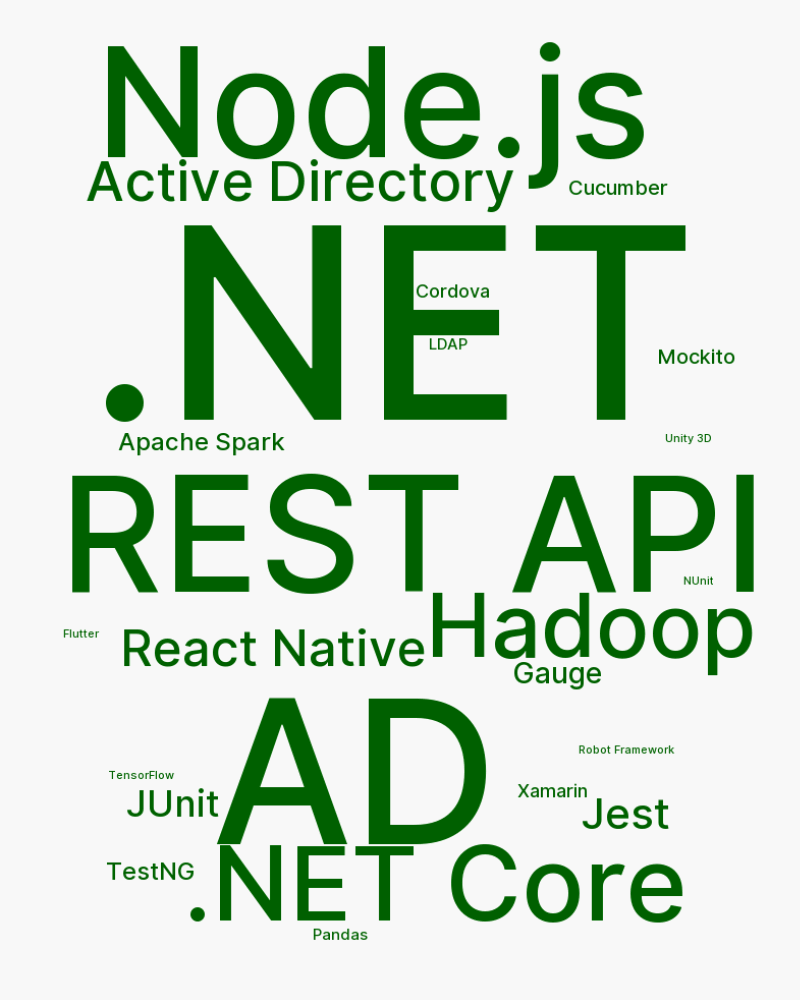 Node.js
Active Directory
Cucumber
.NET
Cordova
LDAP
Mockito
Apache Spark
Unity 3D
REST API
NUnit
Hadoop
Flutter
React Native
Gauge
AD
Robot Framework
TensorFlow
Xamarin
JUnit
Jest
.NET Core
TestNG
Pandas